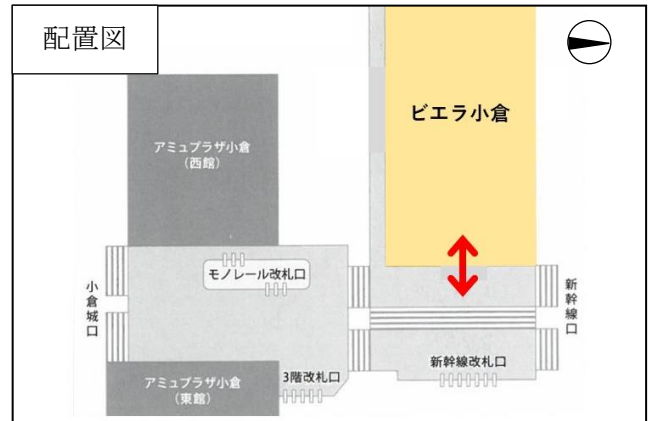 配置図
ビエラ小倉
アミュプラザ小倉
(西館)
モノレール改札口
小倉城口
新幹線口
3階改札口
新幹線改札口
アミュプラザ小倉
(東館)